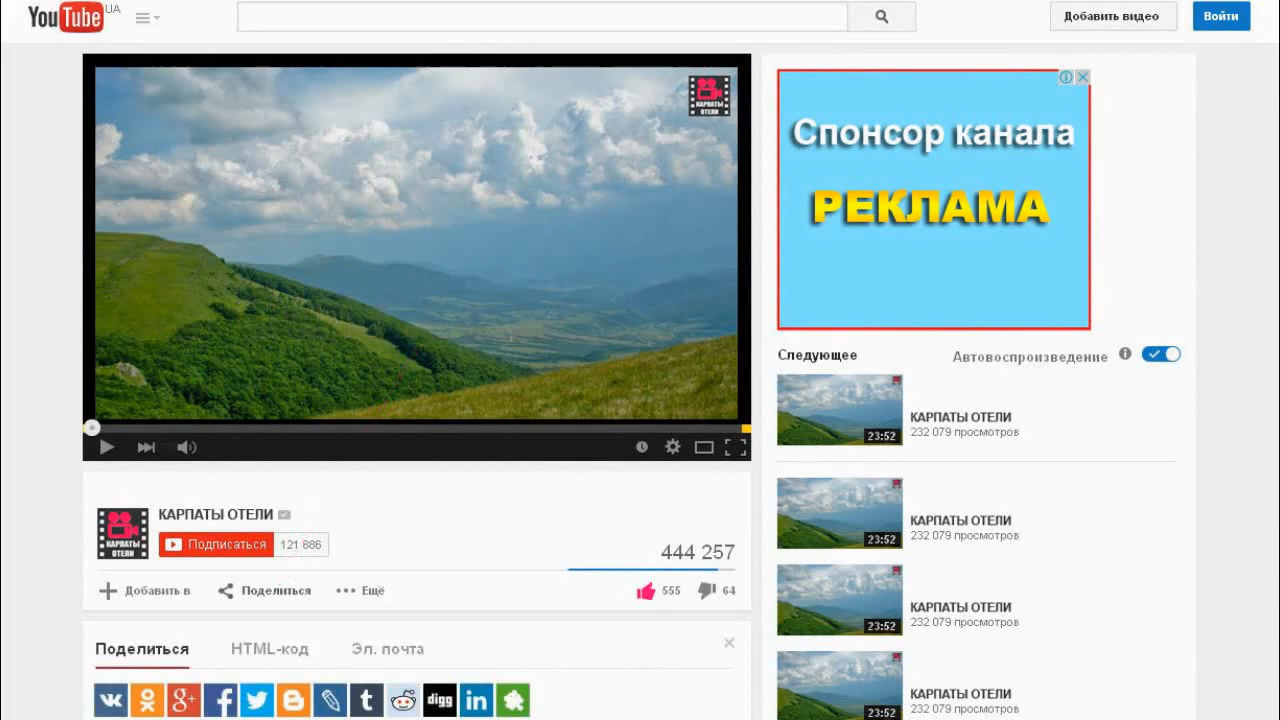 YouTube UA
Добавить видео
Войти
КАРПАТЫ
ОТЕЛИ
Спонсор канала
РЕКЛАМА
Следующее
Автовоспроизведение
23:52
КАРПАТЫ ОТЕЛИ
232 079 просмотров
23:52
КАРПАТЫ ОТЕЛИ
232 079 просмотров
23:52
КАРПАТЫ ОТЕЛИ
232 079 просмотров
23:52
КАРПАТЫ ОТЕЛИ
232 079 просмотров
КАРПАТЫ
ОТЕЛИ
КАРПАТЫ ОТЕЛИ
Подписаться 121 886
444 257
Добавить в Поделиться Ещё 555 64
Поделиться HTML-код Эл. почта
digg